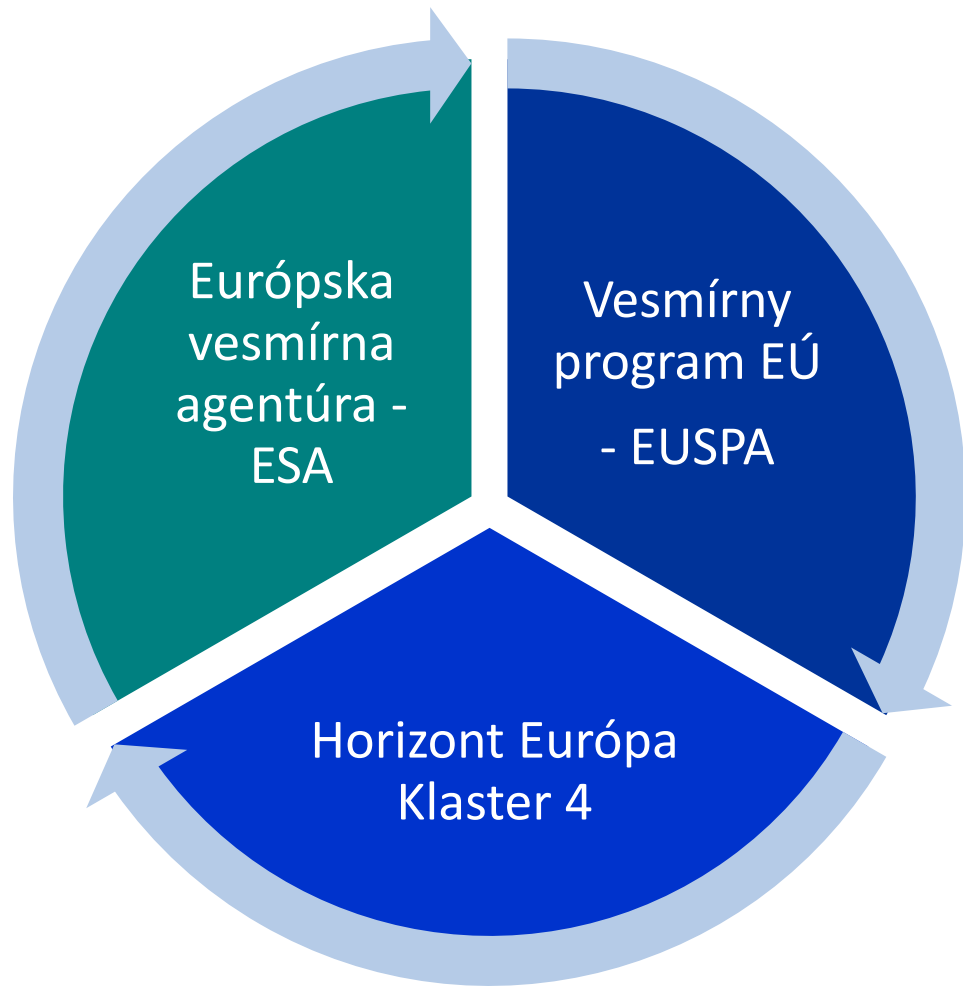 Európska
vesmírna
agentúra -
ESA
Vesmírny
program EÚ
- EUSPA
Horizont Európa
Klaster 4